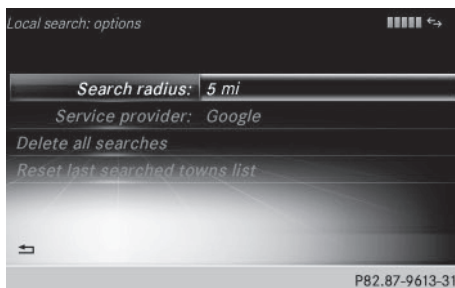 Local search: options
Search radius: 5 mi
Service provider: Google
Delete all searches
Reset last searched towns list
P82.87-9613-31